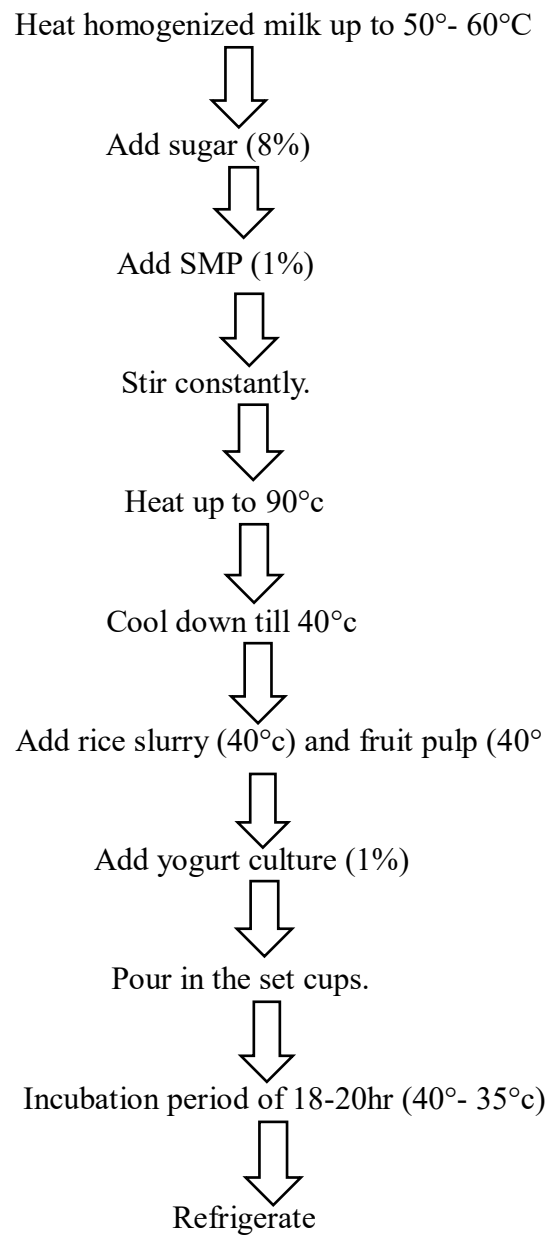 Heat homogenized milk up to 50°- 60°C
Add sugar (8%)
Add SMP (1%)
Stir constantly.
Heat up to 90°c
Cool down till 40°c
Add rice slurry (40°c) and fruit pulp (40°
Add yogurt culture (1%)
Pour in the set cups.
Incubation period of 18-20hr (40°- 35°c)
Refrigerate